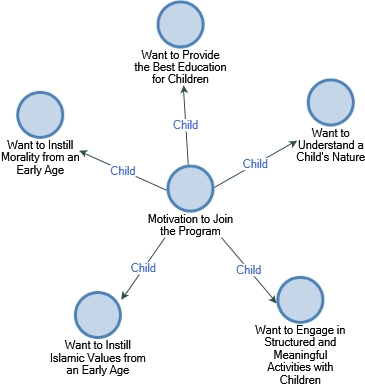 Want to Provide
the Best Education
for Children
Child
Want to Instill
Morality from an
Early Age
Child
Want to
Understand a
Child's Nature
Child
Motivation to Join
the Program
Child
Child
Want to Instill
Islamic Values from
an Early Age
Want to Engage in
Structured and
Meaningful
Activities with
Children